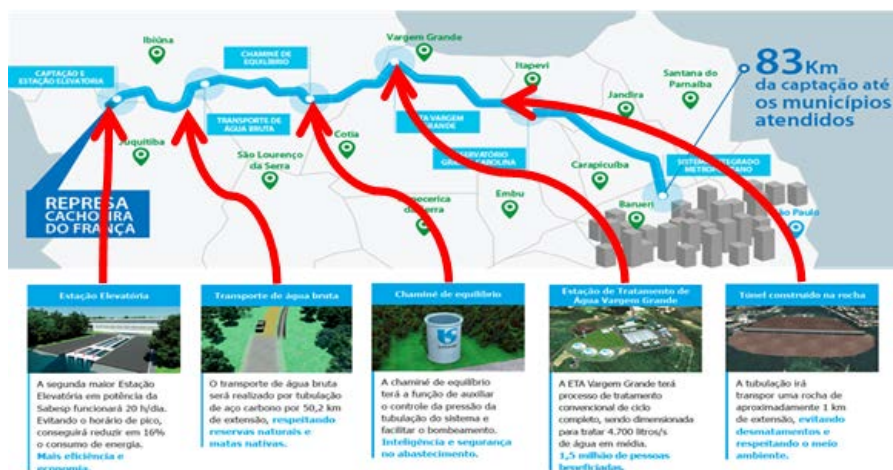 Ibiúna
CHAMINÉ DE
EQUILÍBRIO
Vargem Grande
Itapevi
83Km
da captação até
os municípios
atendidos
CAPTAÇÃO E
ESTAÇÃO ELEVATÓRIA
Jandira
Santana do
Parnaíba
TRANSPORTE DE
ÁGUA BRUTA
Cotia
GRANDE
Juquitiba
São Lourenço
da Serra
Carapicuíba
METROPOLITANO
Embu
da Serra
Barueri
São Paulo
REPRESA
CACHOEIRA
DO FRANÇA
Estação Elevatória
A segunda maior Estação
Elevatória em potência da
Sabesp funcionará 20 h/dia.
Evitando o horário de pico,
conseguirá reduzir em 16%
o consumo de energia.
Mais eficiência e
economia.
Transporte de água bruta
O transporte de água bruta
será realizado por tubulação
de aço carbono por 50,2 km
de extensão, respeitando
reservas naturais e
matas nativas.
Chaminé de equilíbrio
A chaminé de equilíbrio
terá a função de auxiliar
o controle da pressão da
tubulação do sistema e
facilitar o bombeamento.
Inteligência e segurança
no abastecimento.
Estação de Tratamento de
Água Vargem Grande
A ETA Vargem Grande terá
processo de tratamento
convencional de ciclo
completo, sendo dimensionada
para tratar 4.700 litros/s
de água em média.
1,5 milhão de pessoas
beneficiadas.
Túnel construído na rocha
A tubulação irá
transpor uma rocha de
aproximadamente 1 km
de extensão, evitando
desmatamentos e
respeitando o meio
ambiente.